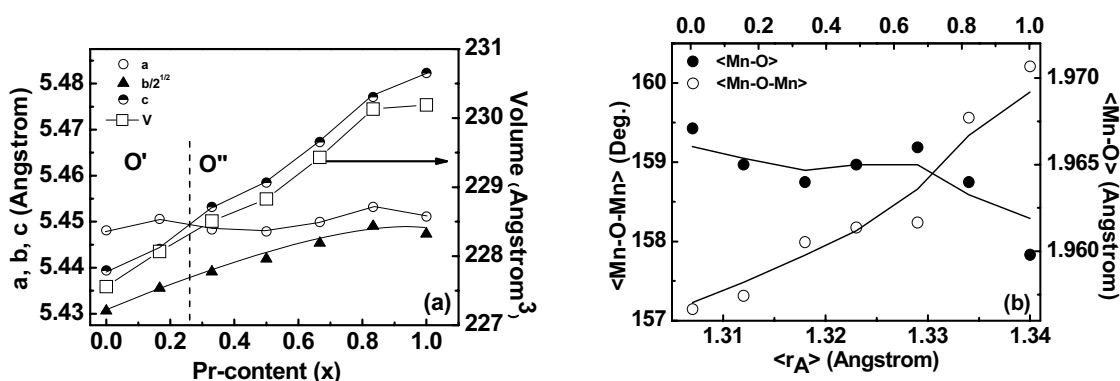 a
b/2^1/2
c
V
O' O"
(a)
5.48
5.47
5.46
5.45
5.44
5.43
a, b, c (Angstrom)
231
230
229
228
227
Volume (Angstrom^3)
0.0 0.2 0.4 0.6 0.8 1.0
Pr-content (x)
0.0 0.2 0.4 0.6 0.8 1.0
<Mn-O>
<Mn-O-Mn>
(b)
160
159
158
157
<Mn-O-Mn> (Deg.)
1.970
1.965
1.960
<Mn-O> (Angstrom)
1.31 1.32 1.33 1.34
<rA> (Angstrom)